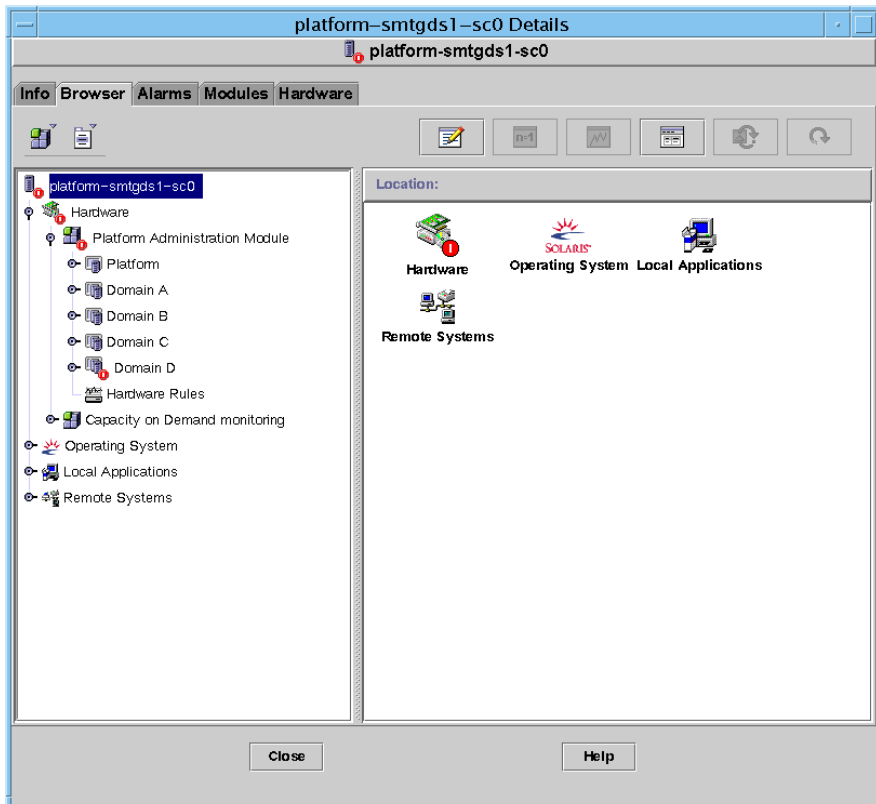 platform-smtgds1-sc0 Details
platform-smtgds1-sc0
Info Browser Alarms Modules Hardware
n=1
platform-smtgds1-sc0
Hardware
Platform Administration Module
Platform
Domain A
Domain B
Domain C
Domain D
Hardware Rules
Capacity on Demand monitoring
Operating System
Local Applications
Remote Systems
Location:
SOLARIS
Hardware Operating System Local Applications
Remote Systems
Close Help